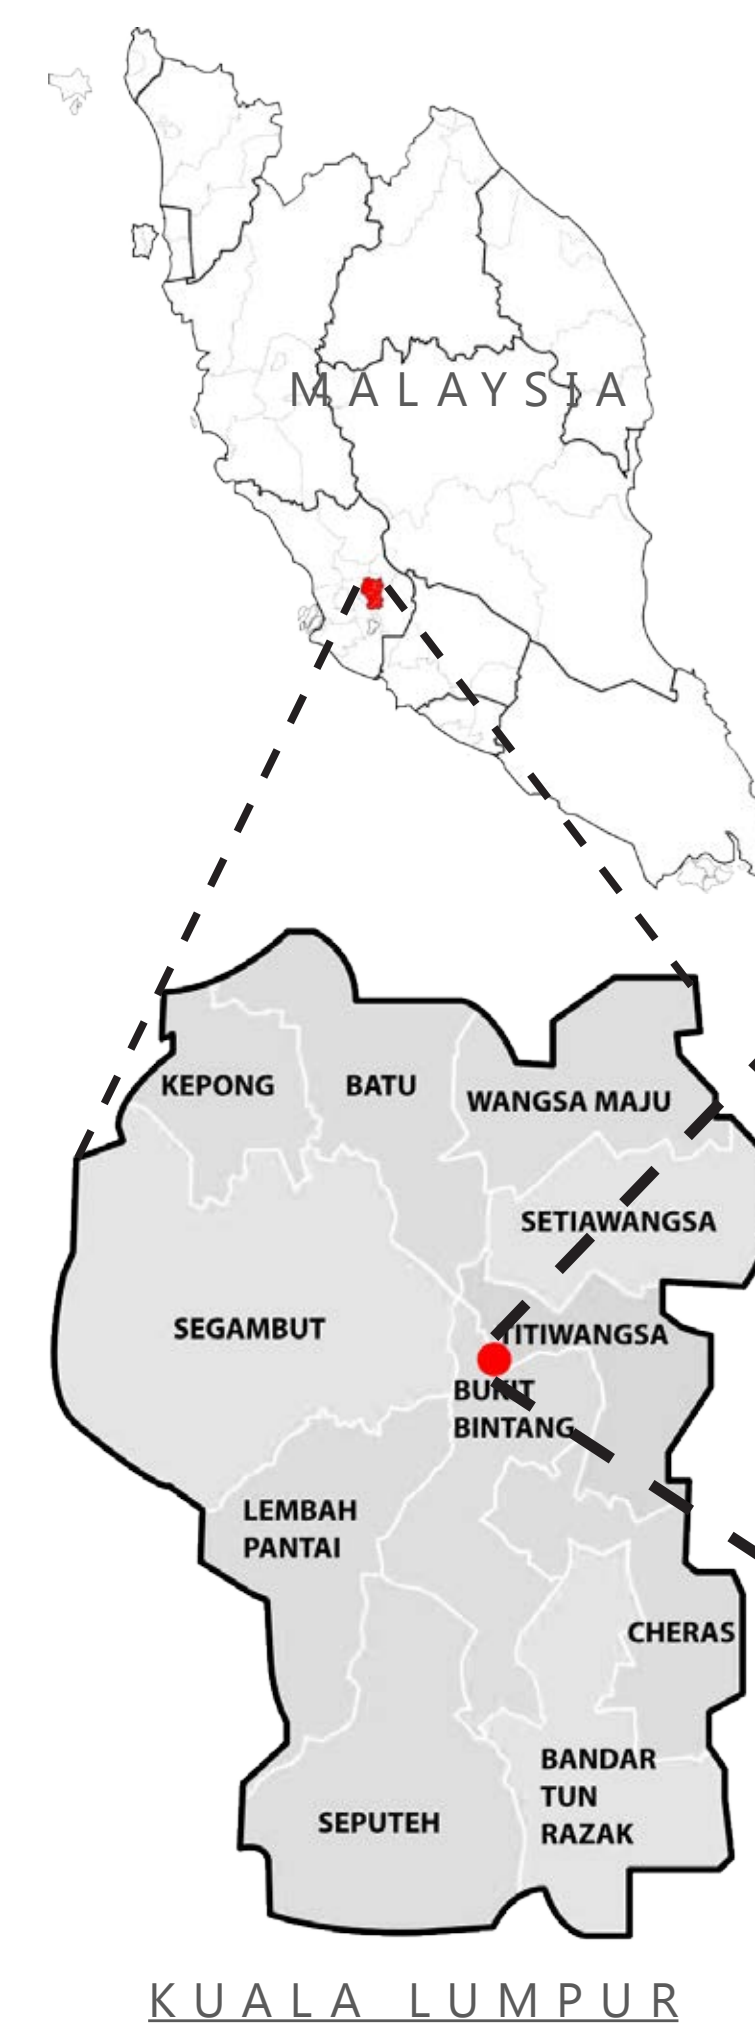 MALAYSIA
KEPONG
BATU
WANGSA MAJU
SETIAWANGSA
SEGAMBUT
TITIWANGSA
BUKIT
BINTANG
LEMBAH
PANTAI
CHERAS
BANDAR
TUN
RAZAK
SEPUTEH
KUALA LUMPUR